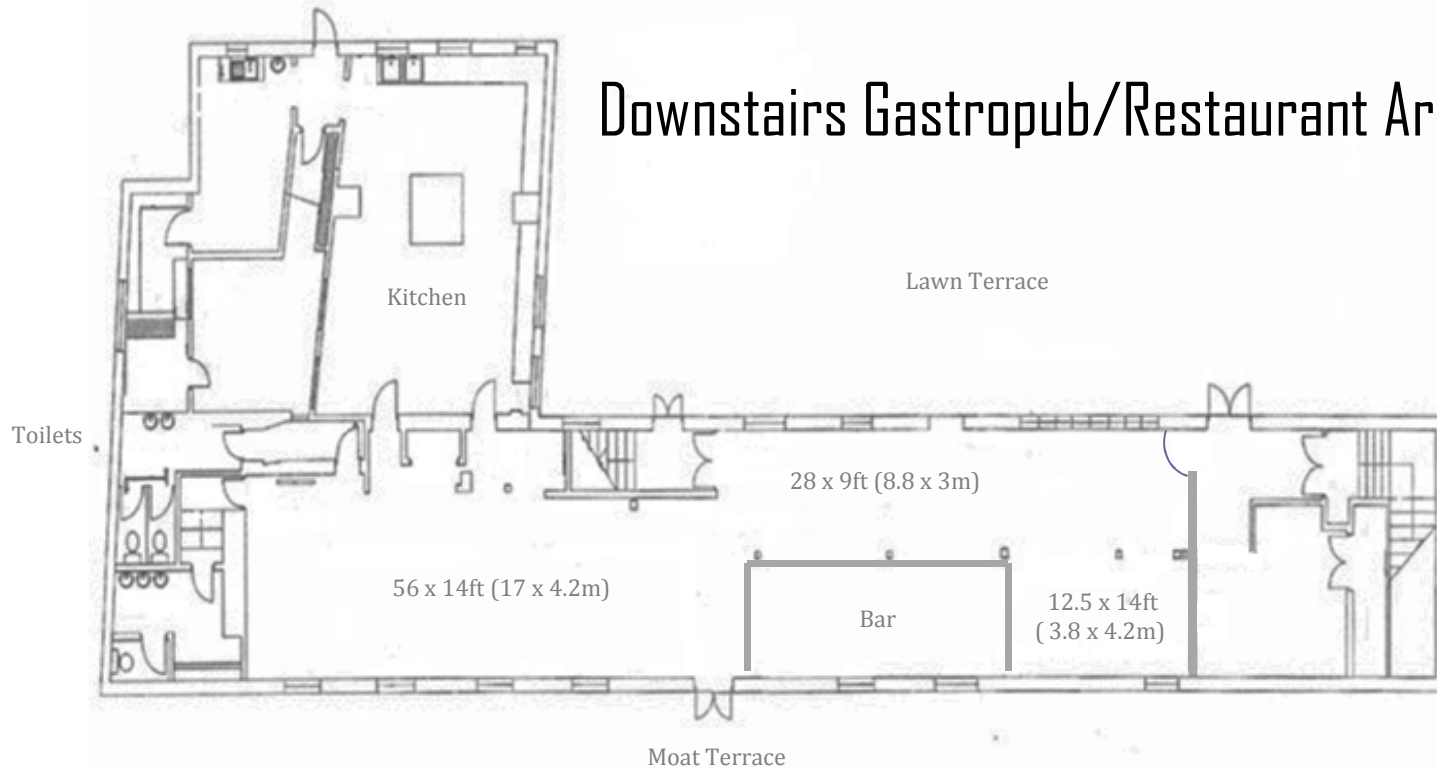 Downstairs Gastropub/Restaurant Ar
Lawn Terrace
Kitchen
Toilets
28 x 9ft (8.8 x 3m)
56 x 14ft (17 x 4.2m)
Bar
12.5 x 14ft
( 3.8 x 4.2m)
Moat Terrace